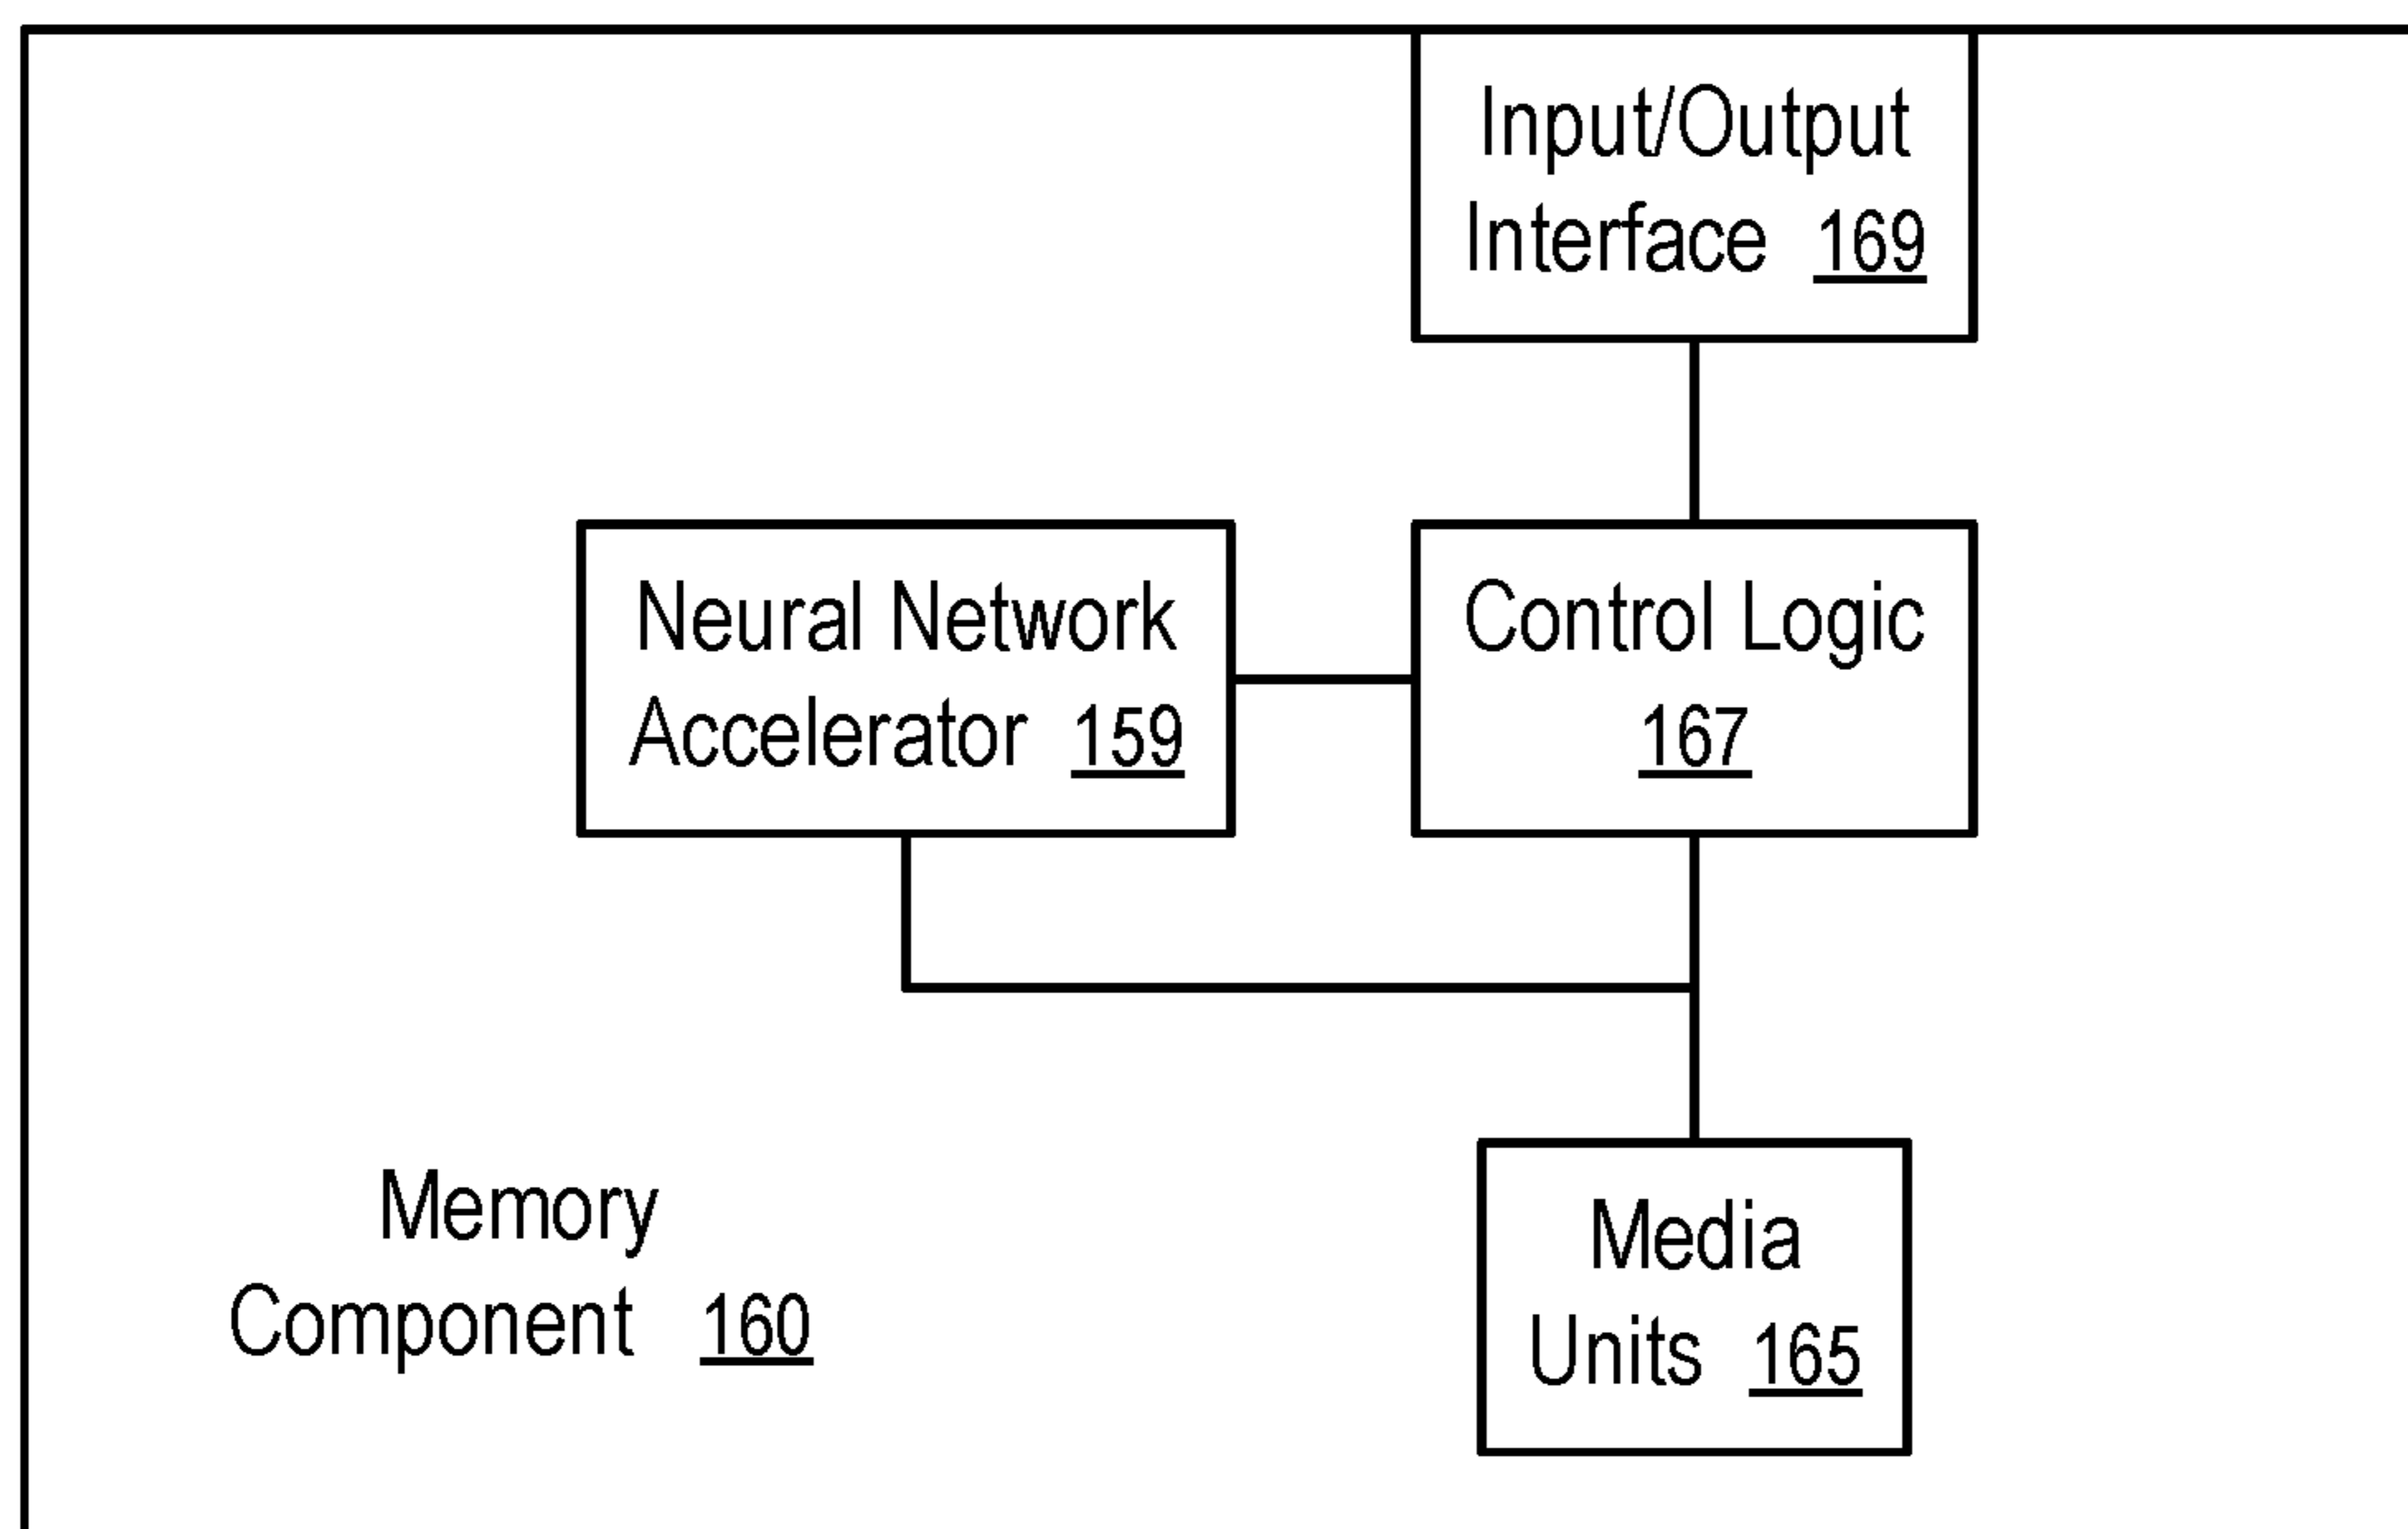 Input/Output
Interface 169
Neural Network
Accelerator 159
Control Logic
167
Memory
Component 160
Media
Units 165